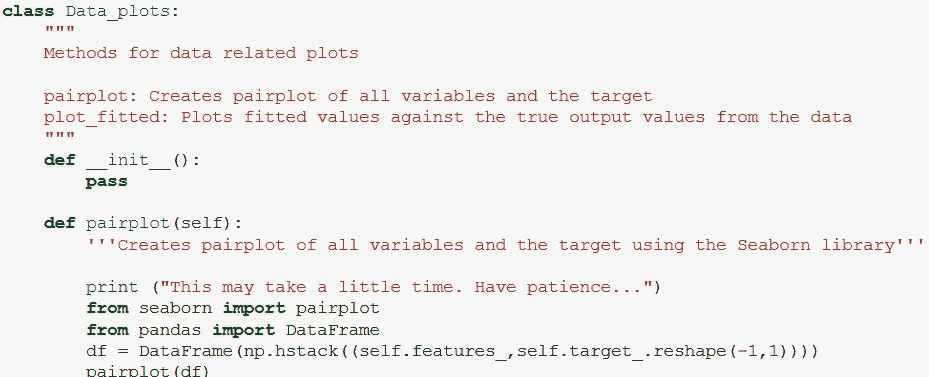 class Data_plots:
    """
    Methods for data related plots
    
    pairplot: Creates pairplot of all variables and the target
    plot_fitted: Plots fitted values against the true output values from the data
    """
    def __init__():
        pass
    
    def pairplot(self):
        '''Creates pairplot of all variables and the target using the Seaborn library'''
        
        print ("This may take a little time. Have patience...")
        from seaborn import pairplot
        from pandas import DataFrame
        df = DataFrame(np.hstack((self.features_,self.target_.reshape(-1,1))))
        pairplot(df)